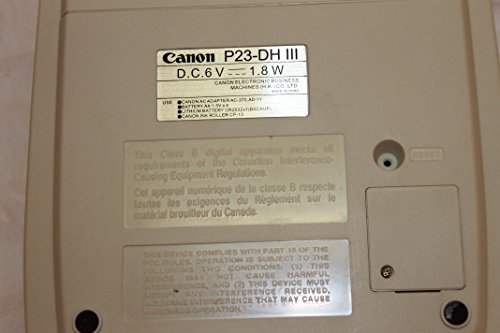 Canon P23-DH III
D.C.6V 1.8W
CANON ELECTRONIC BUSINESS
MACHINES (H.K.) CO. LTD.
USE
CANON AC ADAPTER AC-370, AD-11
BATTERY AA 1.5V x 4
LITHIUM BATTERY CR2032x1(BACKUP)
CANON INK ROLLER CP-13
This Class B digital apparatus meets all
requirements of the Canadian Interference-
Causing Equipment Regulations.
Cet appareil numérique de la classe B respecte
toutes les exigences du Règlement sur le
matériel brouilleur du Canada.
RESET
THIS DEVICE COMPLIES WITH PART 15 OF THE
FCC RULES. OPERATION IS SUBJECT TO THE
FOLLOWING TWO CONDITIONS, (1) THIS
DEVICE MAY NOT CAUSE HARMFUL
INTERFERENCE, AND (2) THIS DEVICE MUST
ACCEPT ANY INTERFERENCE RECEIVED,
INCLUDING INTERFERENCE THAT MAY CAUSE
UNDESIRED OPERATION.